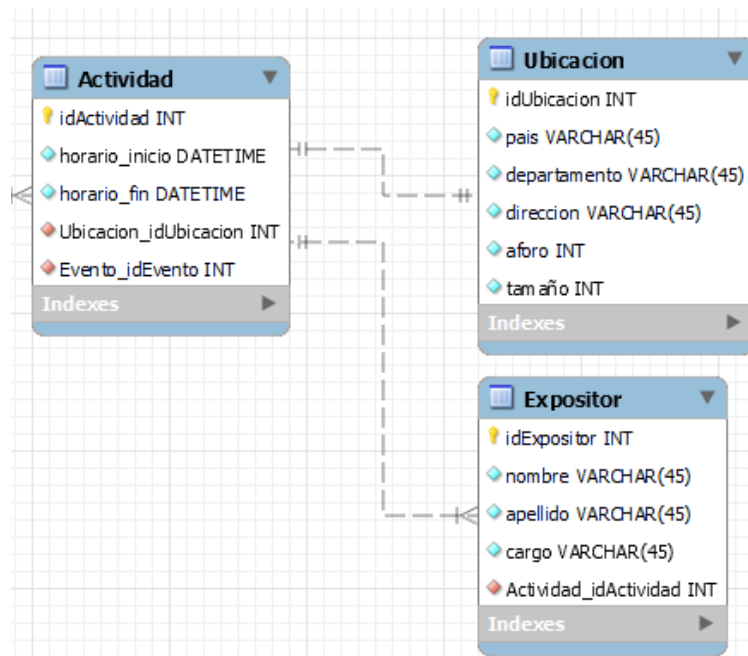 Actividad
idActividad INT
horario_inicio DATETIME
horario_fin DATETIME
Ubicacion_idUbicacion INT
Evento_idEvento INT
Indexes
Ubicacion
idUbicacion INT
pais VARCHAR(45)
departamento VARCHAR(45)
direccion VARCHAR(45)
aforo INT
tamaño INT
Indexes
Expositor
idExpositor INT
nombre VARCHAR(45)
apellido VARCHAR(45)
cargo VARCHAR(45)
Actividad_idActividad INT
Indexes